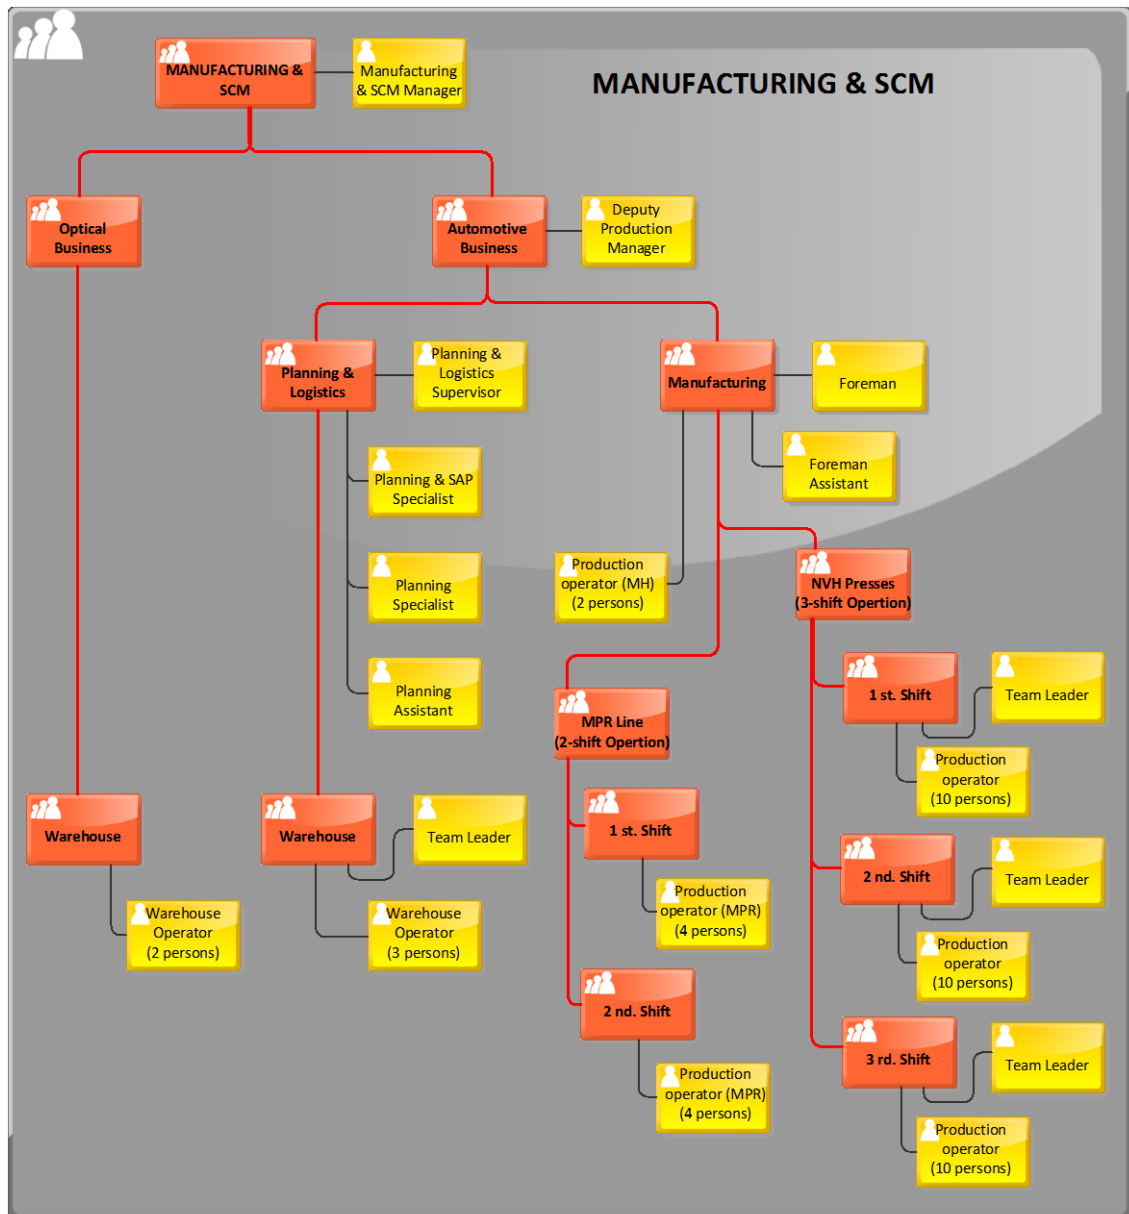 MANUFACTURING & SCM
MANUFACTURING &
SCM
Manufacturing
& SCM Manager
Optical
Business
Automotive
Business
Deputy
Production
Manager
Planning &
Logistics
Planning &
Logistics
Supervisor
Manufacturing
Foreman
Foreman
Assistant
Planning & SAP
Specialist
Planning
Specialist
Planning
Assistant
Production
operator (MH)
(2 persons)
NVH Presses
(3-shift Opertion)
MPR Line
(2-shift Opertion)
1 st. Shift
Team Leader
Production
operator
(10 persons)
Warehouse
Warehouse
Operator
(2 persons)
Warehouse
Team Leader
Warehouse
Operator
(3 persons)
1 st. Shift
Production
operator (MPR)
(4 persons)
2 nd. Shift
Production
operator (MPR)
(4 persons)
2 nd. Shift
Team Leader
Production
operator
(10 persons)
3 rd. Shift
Team Leader
Production
operator
(10 persons)